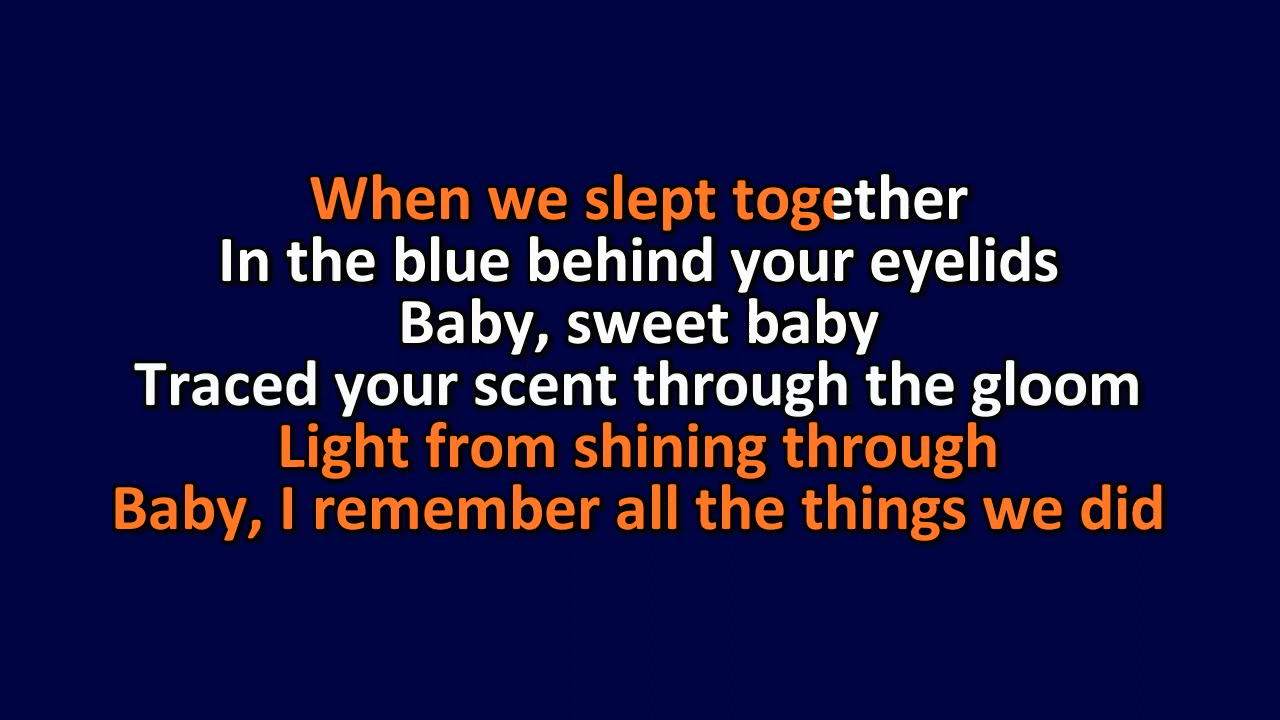 When we slept together
In the blue behind your eyelids
Baby, sweet baby
Traced your scent through the gloom
Light from shining through
Baby, I remember all the things we did